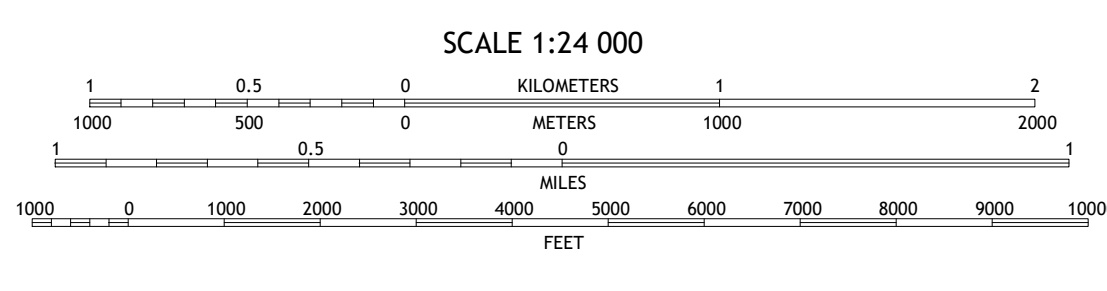 SCALE 1:24 000
1 0.5 0 KILOMETERS 1 2
1000 500 0 METERS 1000 2000
1 0.5 0 1
MILES
1000 0 1000 2000 3000 4000 5000 6000 7000 8000 9000 1000
FEET